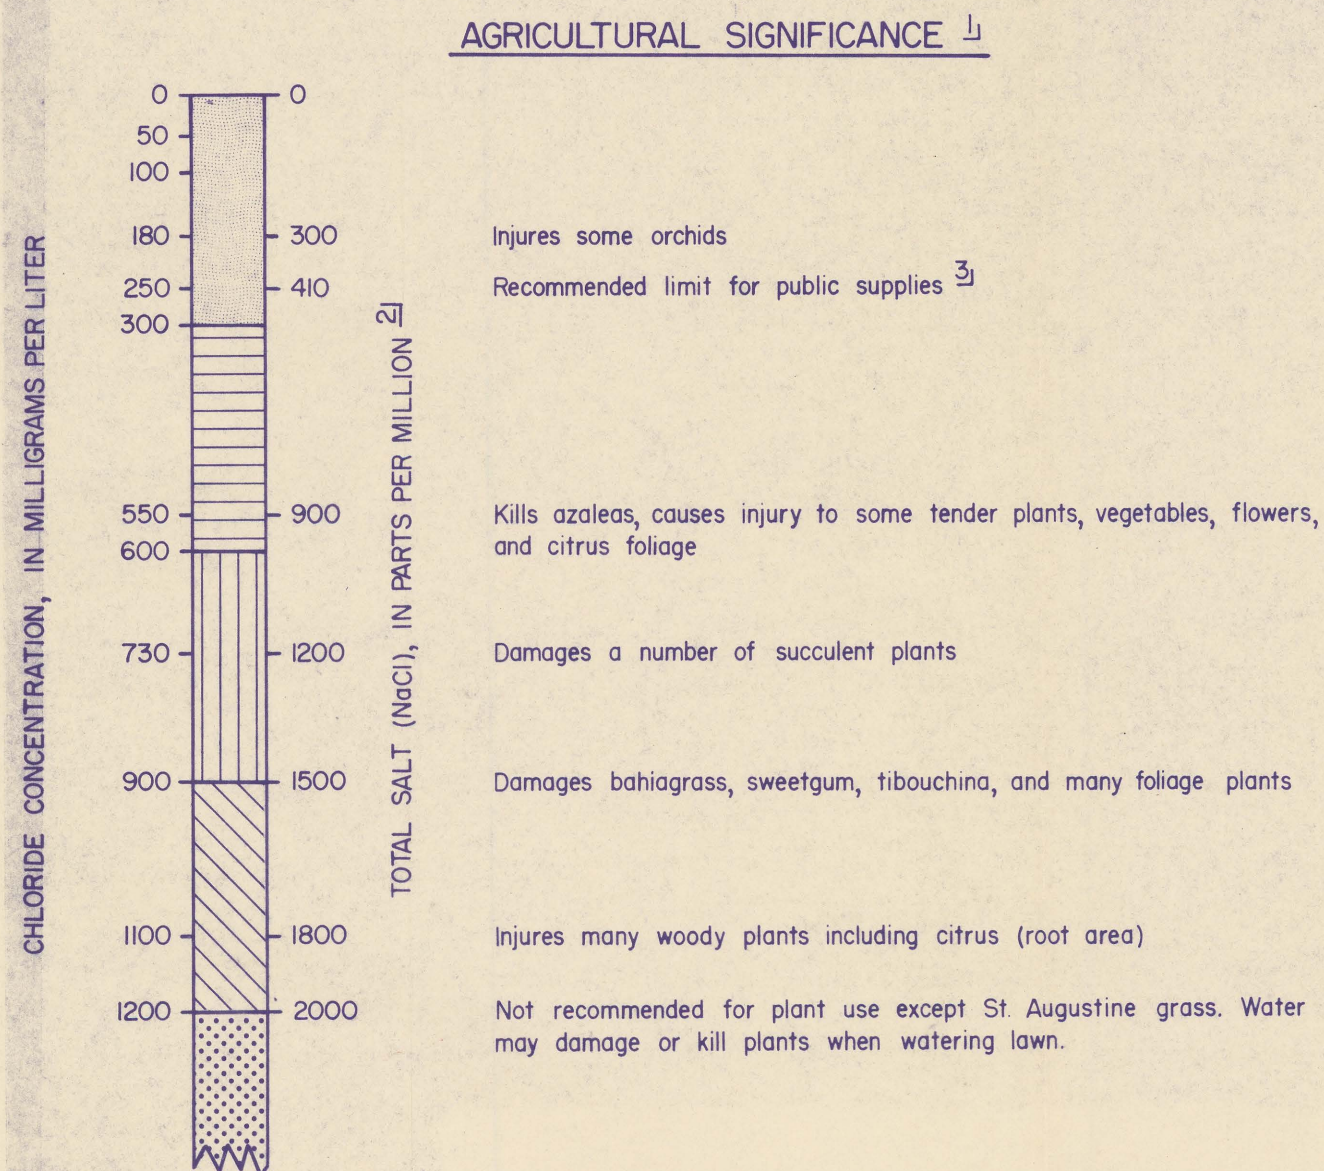 AGRICULTURAL SIGNIFICANCE 1
0 0
50
100
180 300 Injures some orchids
250 410 Recommended limit for public supplies 3
300
550 900 Kills azaleas, causes injury to some tender plants, vegetables, flowers,
and citrus foliage
600
730 1200 Damages a number of succulent plants
900 1500 Damages bahiagrass, sweetgum, tibouchina, and many foliage plants
1100 1800 Injures many woody plants including citrus (root area)
1200 2000 Not recommended for plant use except St. Augustine grass. Water
may damage or kill plants when watering lawn.
CHLORIDE CONCENTRATION, IN MILLIGRAMS PER LITER
TOTAL SALT (NaCl), IN PARTS PER MILLION 2